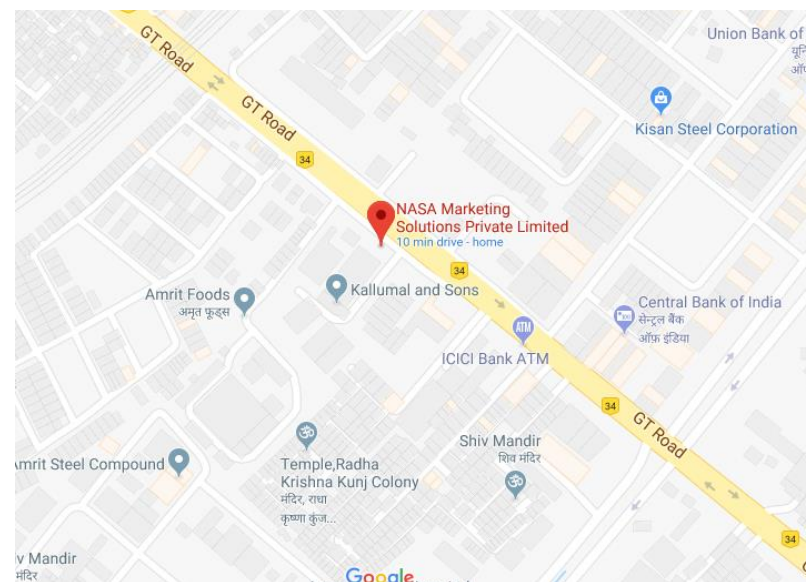 GT Road
Union Bank of
GT Road
34
Kisan Steel Corporation
NASA Marketing
Solutions Private Limited
10 min drive - home
34
Amrit Foods
अमृत फूड्स
Kallumal and Sons
Central Bank of India
सेन्ट्रल बैंक
ऑफ़ इंडिया
ATM
ICICI Bank ATM
34
GT Road
Shiv Mandir
शिव मंदिर
mrit Steel Compound
Temple,Radha
Krishna Kunj Colony
मंदिर, राधा
कृष्णा कुंज...
34
v Mandir
मंदिर
Google